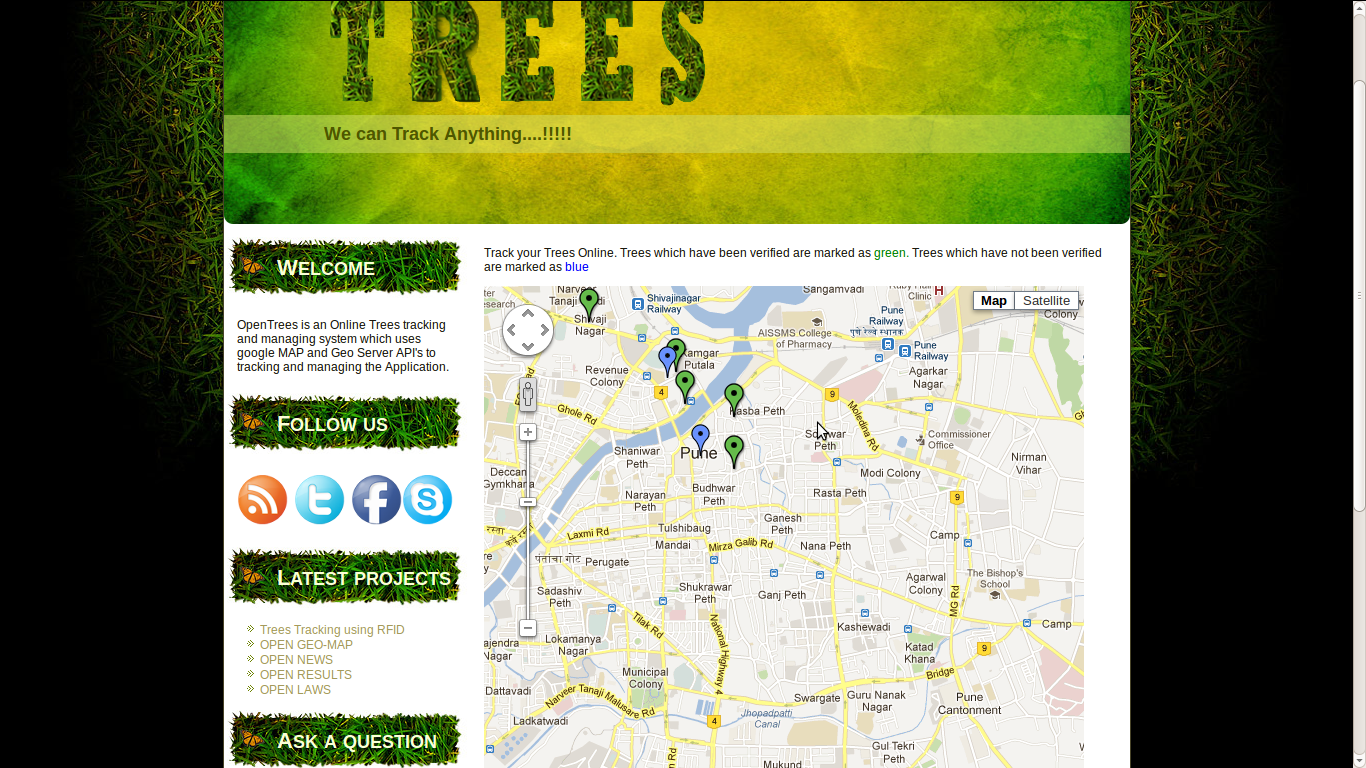 TREES
We can Track Anything....!!!!!
WELCOME
OpenTrees is an Online Trees tracking
and managing system which uses
google MAP and Geo Server API's to
tracking and managing the Application.
FOLLOW US
LATEST PROJECTS
Trees Tracking using RFID
OPEN GEO-MAP
OPEN NEWS
OPEN RESULTS
OPEN LAWS
ASK A QUESTION
Track your Trees Online. Trees which have been verified are marked as green. Trees which have not been verified
are marked as blue
Map
Satellite
Narveer
Shivaji
Nagar
Shivajinagar
Railway
Sangamvadi
Clinic
H
Colony
AISSMS College
of Pharmacy
Pune
Railway
पुणे स्थानक
Pune
Railway
Agarkar
Nagar
Kamgar
Putala
Revenue
Colony
4
9
Ghole Rd
Kasba Peth
Moledina Rd
Peth
Commissioner
Office
Nirman
Vihar
Shaniwar
Peth
Pune
Modi Colony
Deccan
Gymkhana
Budhwar
Peth
Narayan
Peth
Rasta Peth
9
Ganesh
Peth
Tulshibaug
Laxmi Rd
Camp
Mandai
Mirza Galib Rd
Nana Peth
Perugate
The Bishop's
School
Agarwal
Colony
Shukrawar
Peth
Ganj Peth
Sadashiv
Peth
MG Rd
Tilak Rd
National Highway 4
Kashewadi
Camp
Lokamanya
Nagar
Katad
Khana
9
Municipal
Colony
Bridge
Dattavadi
Narveer Tanaji Malusare Rd
Swargate
Guru Nanak
Nagar
Pune
Cantonment
Ladkatwadi
4
Jhopadpatti
Canal
Gul Tekri
Peth
Mukund